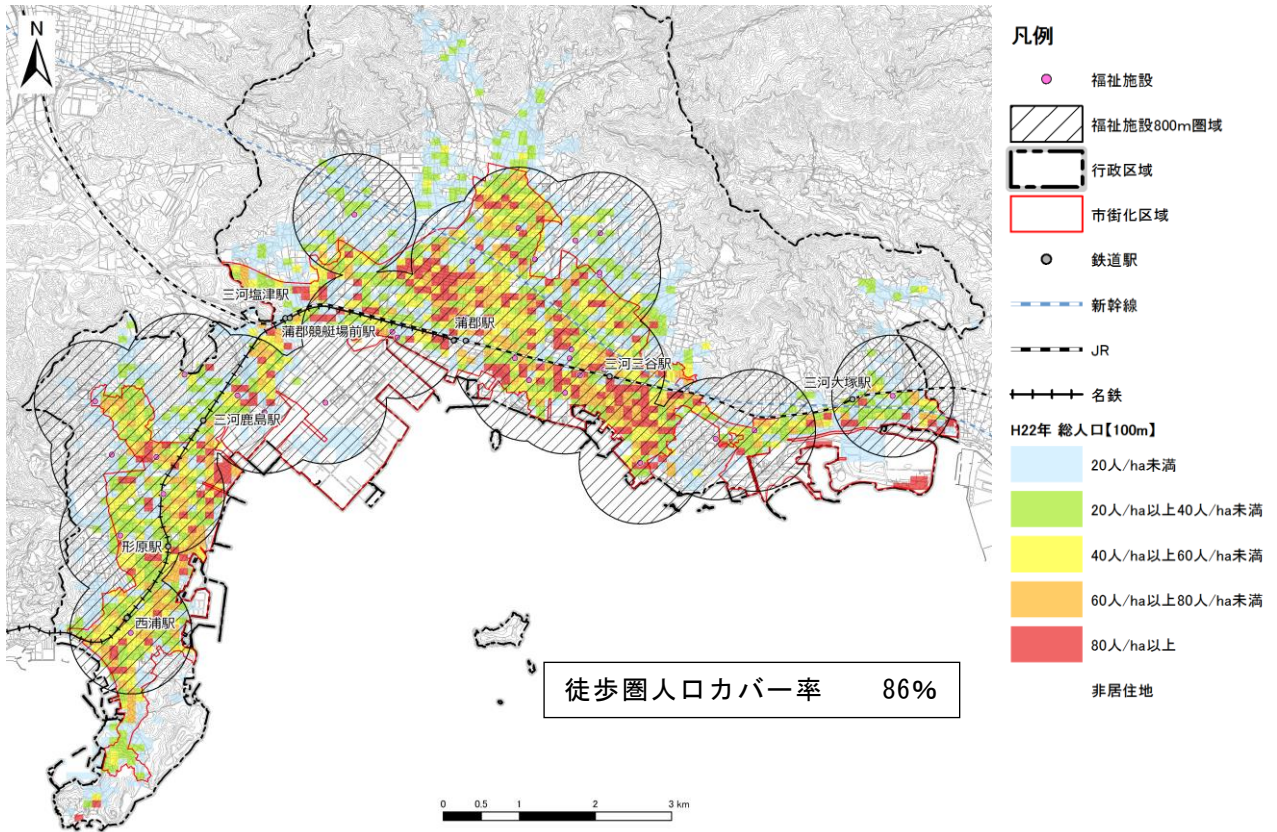 N
三河塩津駅
蒲郡競艇場前駅
蒲郡駅
三河三谷駅
三河大塚駅
三河鹿島駅
形原駅
西浦駅
徒歩圏人口カバー率 86%
0 0.5 1 2 3 km
凡例
福祉施設
福祉施設800m圏域
行政区域
市街化区域
鉄道駅
新幹線
JR
名鉄
H22年 総人口【100m】
20人/ha未満
20人/ha以上40人/ha未満
40人/ha以上60人/ha未満
60人/ha以上80人/ha未満
80人/ha以上
非居住地